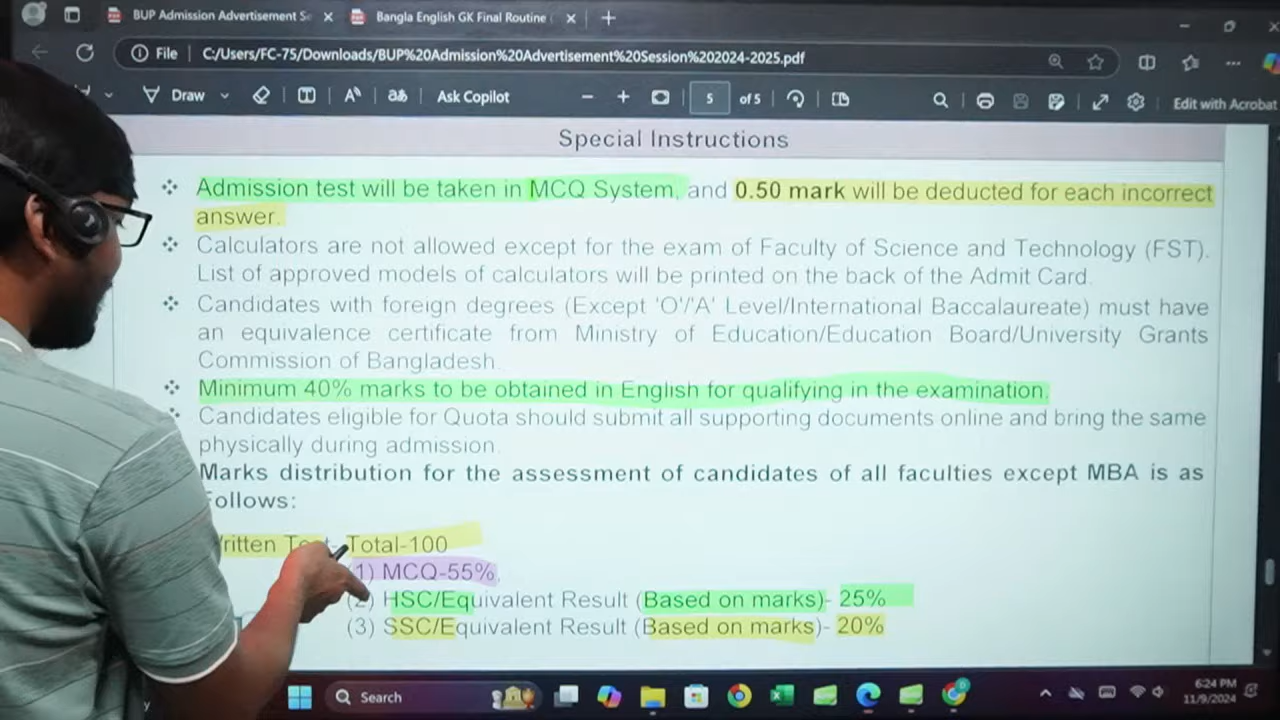 BUP Admission Advertisement Se
Bangla English GK Final Routine
File
C:/Users/FC-75/Downloads/BUP%20Admission%20Advertisement%20Session%202024-2025.pdf
Draw
aあ
Ask Copilot
5 of 5
Edit with Acrobat
Special Instructions
Admission test will be taken in MCQ System, and 0.50 mark will be deducted for each incorrect
answer.
Calculators are not allowed except for the exam of Faculty of Science and Technology (FST).
List of approved models of calculators will be printed on the back of the Admit Card.
Candidates with foreign degrees (Except 'O'/'A' Level/International Baccalaureate) must have
an equivalence certificate from Ministry of Education/Education Board/University Grants
Commission of Bangladesh.
Minimum 40% marks to be obtained in English for qualifying in the examination.
Candidates eligible for Quota should submit all supporting documents online and bring the same
physically during admission.
Marks distribution for the assessment of candidates of all faculties except MBA is as
Follows:
ritten Te Total-100
(1) MCQ-55%,
(2) HSC/Equivalent Result (Based on marks)- 25%
(3) SSC/Equivalent Result (Based on marks)- 20%
Search
6:24 PM
11/9/2024